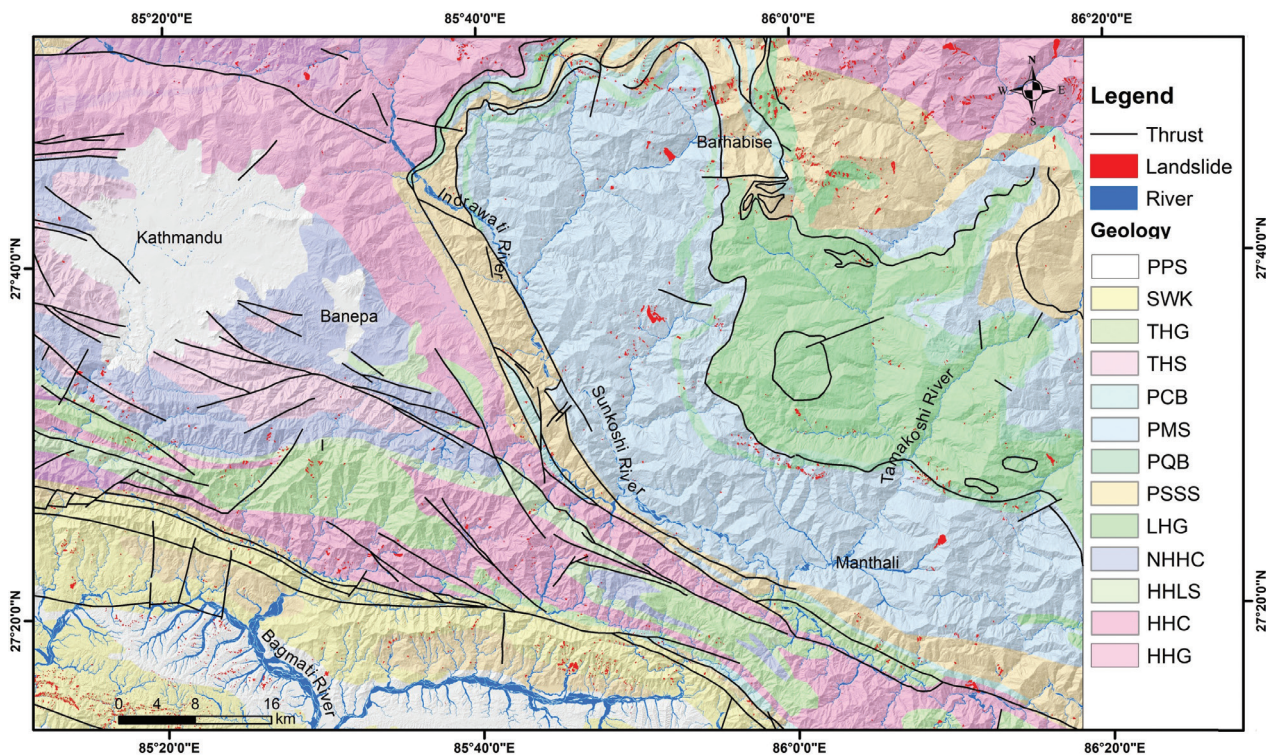 85°20'0"E 85°40'0"E 86°0'0"E 86°20'0"E
N
W E
S
Legend
Thrust
Landslide
River
Geology
PPS
SWK
THG
THS
PCB
PMS
PQB
PSSS
LHG
NHHC
HHLS
HHC
HHG
Barhabise
Indrawati River
Kathmandu
Banepa
Sunkoshi River
Tamakoshi River
Manthali
Bagmati River
27°40'0"N
27°20'0"N
27°40'0"N
27°20'0"N
0 4 8 16
km
85°20'0"E 85°40'0"E 86°0'0"E 86°20'0"E